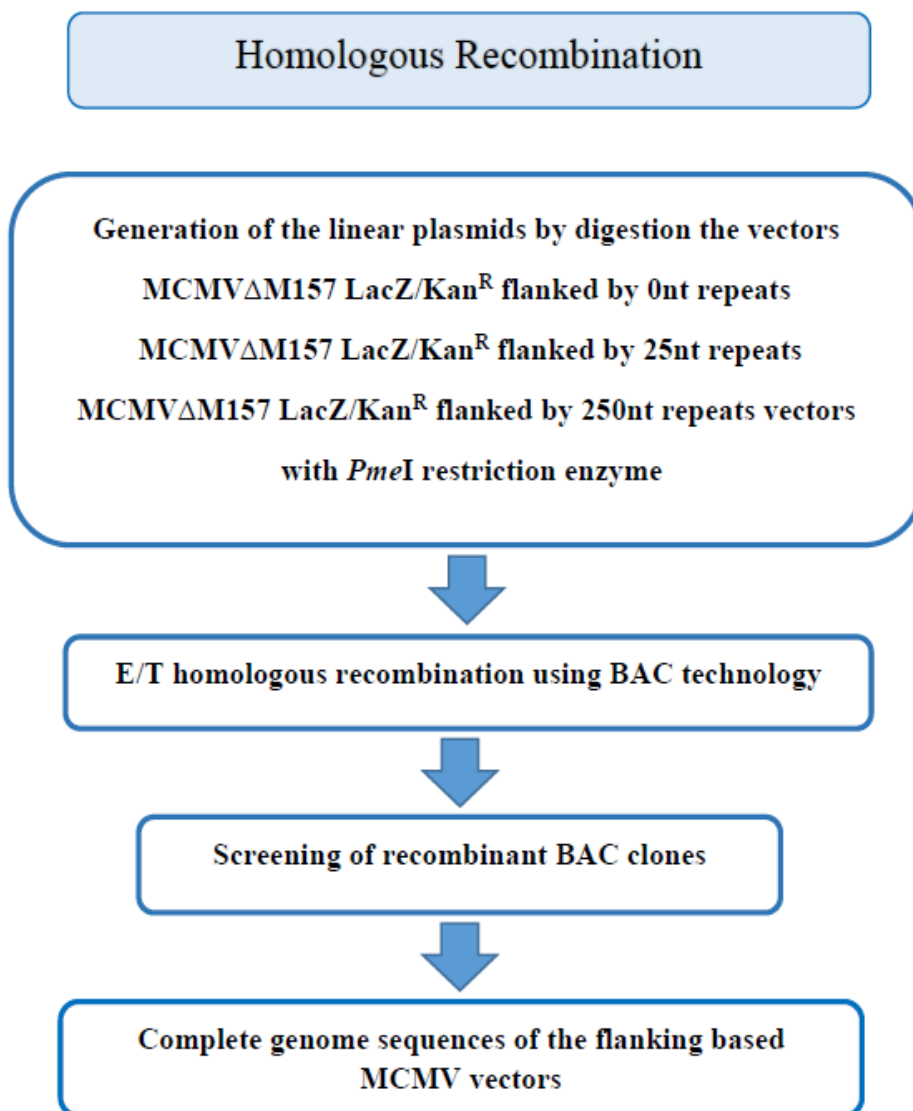 Homologous Recombination
Generation of the linear plasmids by digestion the vectors
MCMVΔM157 LacZ/Kanᴿ flanked by 0nt repeats
MCMVΔM157 LacZ/Kanᴿ flanked by 25nt repeats
MCMVΔM157 LacZ/Kanᴿ flanked by 250nt repeats vectors
with PmeI restriction enzyme
E/T homologous recombination using BAC technology
Screening of recombinant BAC clones
Complete genome sequences of the flanking based
MCMV vectors